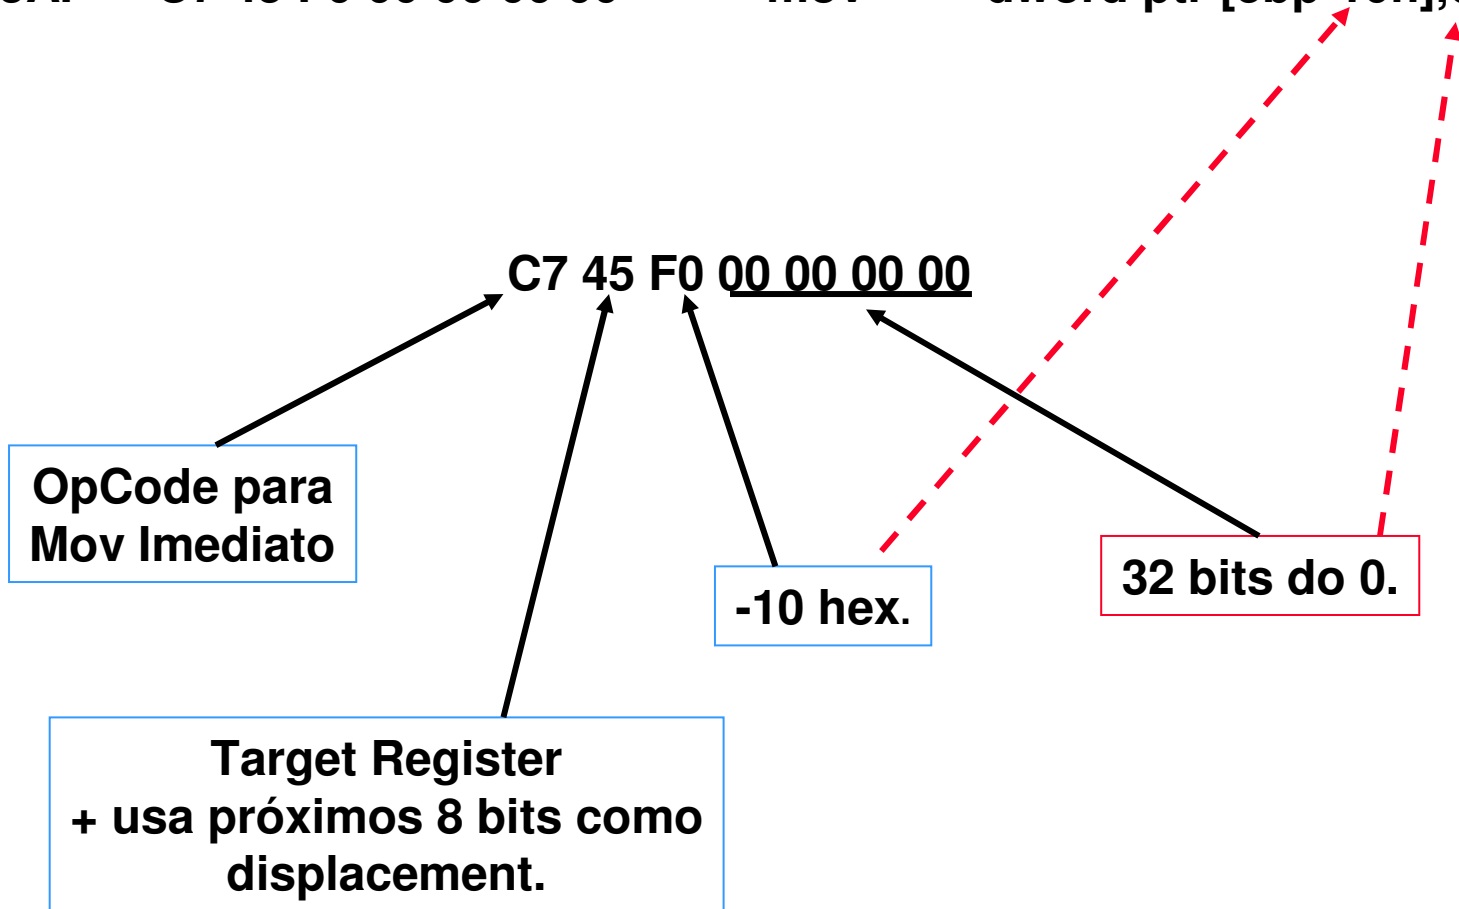 C7 45 F0 00 00 00 00
OpCode para
Mov Imediato
-10 hex.
32 bits do 0.
Target Register
+ usa próximos 8 bits como
displacement.